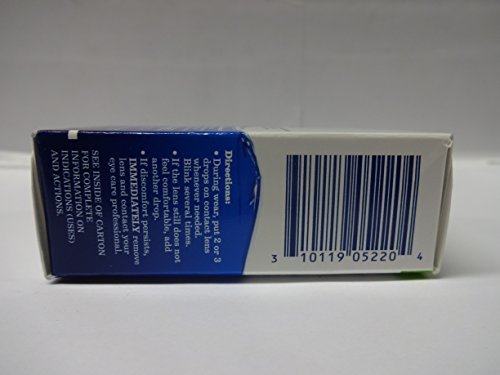 Directions:
• During wear, put 2 or 3
drops on contact lens
whenever needed.
Blink several times.
• If the lens still does not
feel comfortable, add
another drop.
• If discomfort persists,
IMMEDIATELY remove
lens and contact your
eye care professional.
SEE INSIDE OF CARTON
FOR COMPLETE
INFORMATION ON
INDICATIONS (USES)
AND ACTIONS.
3 10119 05220 4